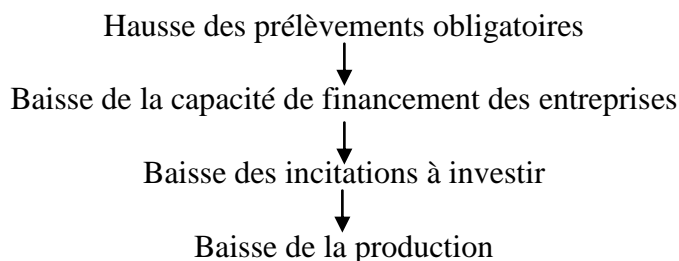 Hausse des prélèvements obligatoires
Baisse de la capacité de financement des entreprises
Baisse des incitations à investir
Baisse de la production